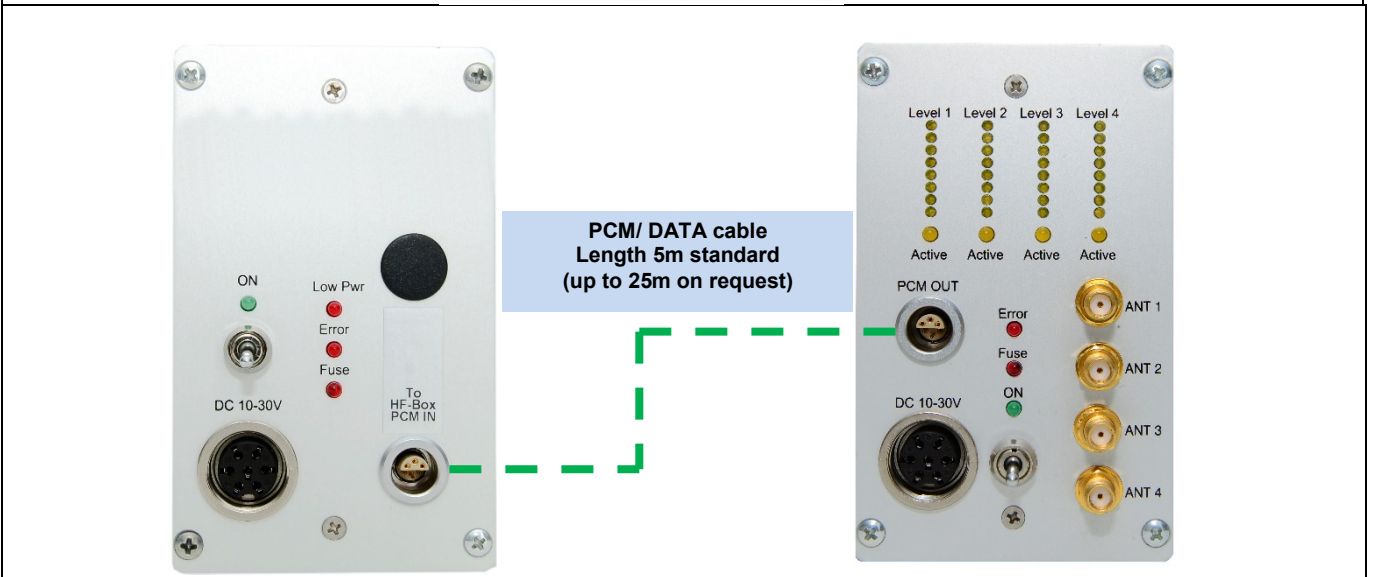 ON
Low Pwr
Error
Fuse
DC 10-30V
To
HF-Box
PCM IN
PCM/ DATA cable
Length 5m standard
(up to 25m on request)
Level 1 Level 2 Level 3 Level 4
Active Active Active Active
PCM OUT
Error
Fuse
ON
DC 10-30V
ANT 1
ANT 2
ANT 3
ANT 4